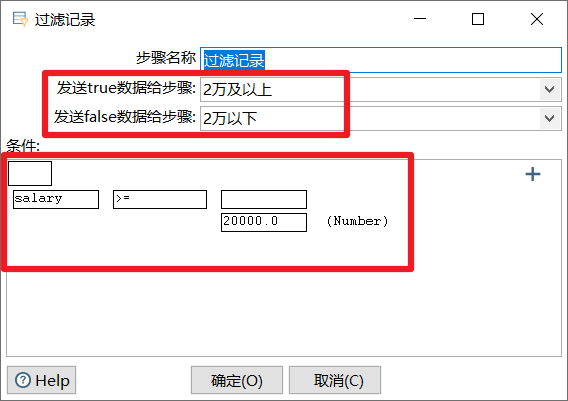 过滤记录
步骤名称 过滤记录
发送true数据给步骤: 2万及以上
发送false数据给步骤: 2万以下
条件:
salary >=
20000.0 (Number)
Help 确定(O) 取消(C)